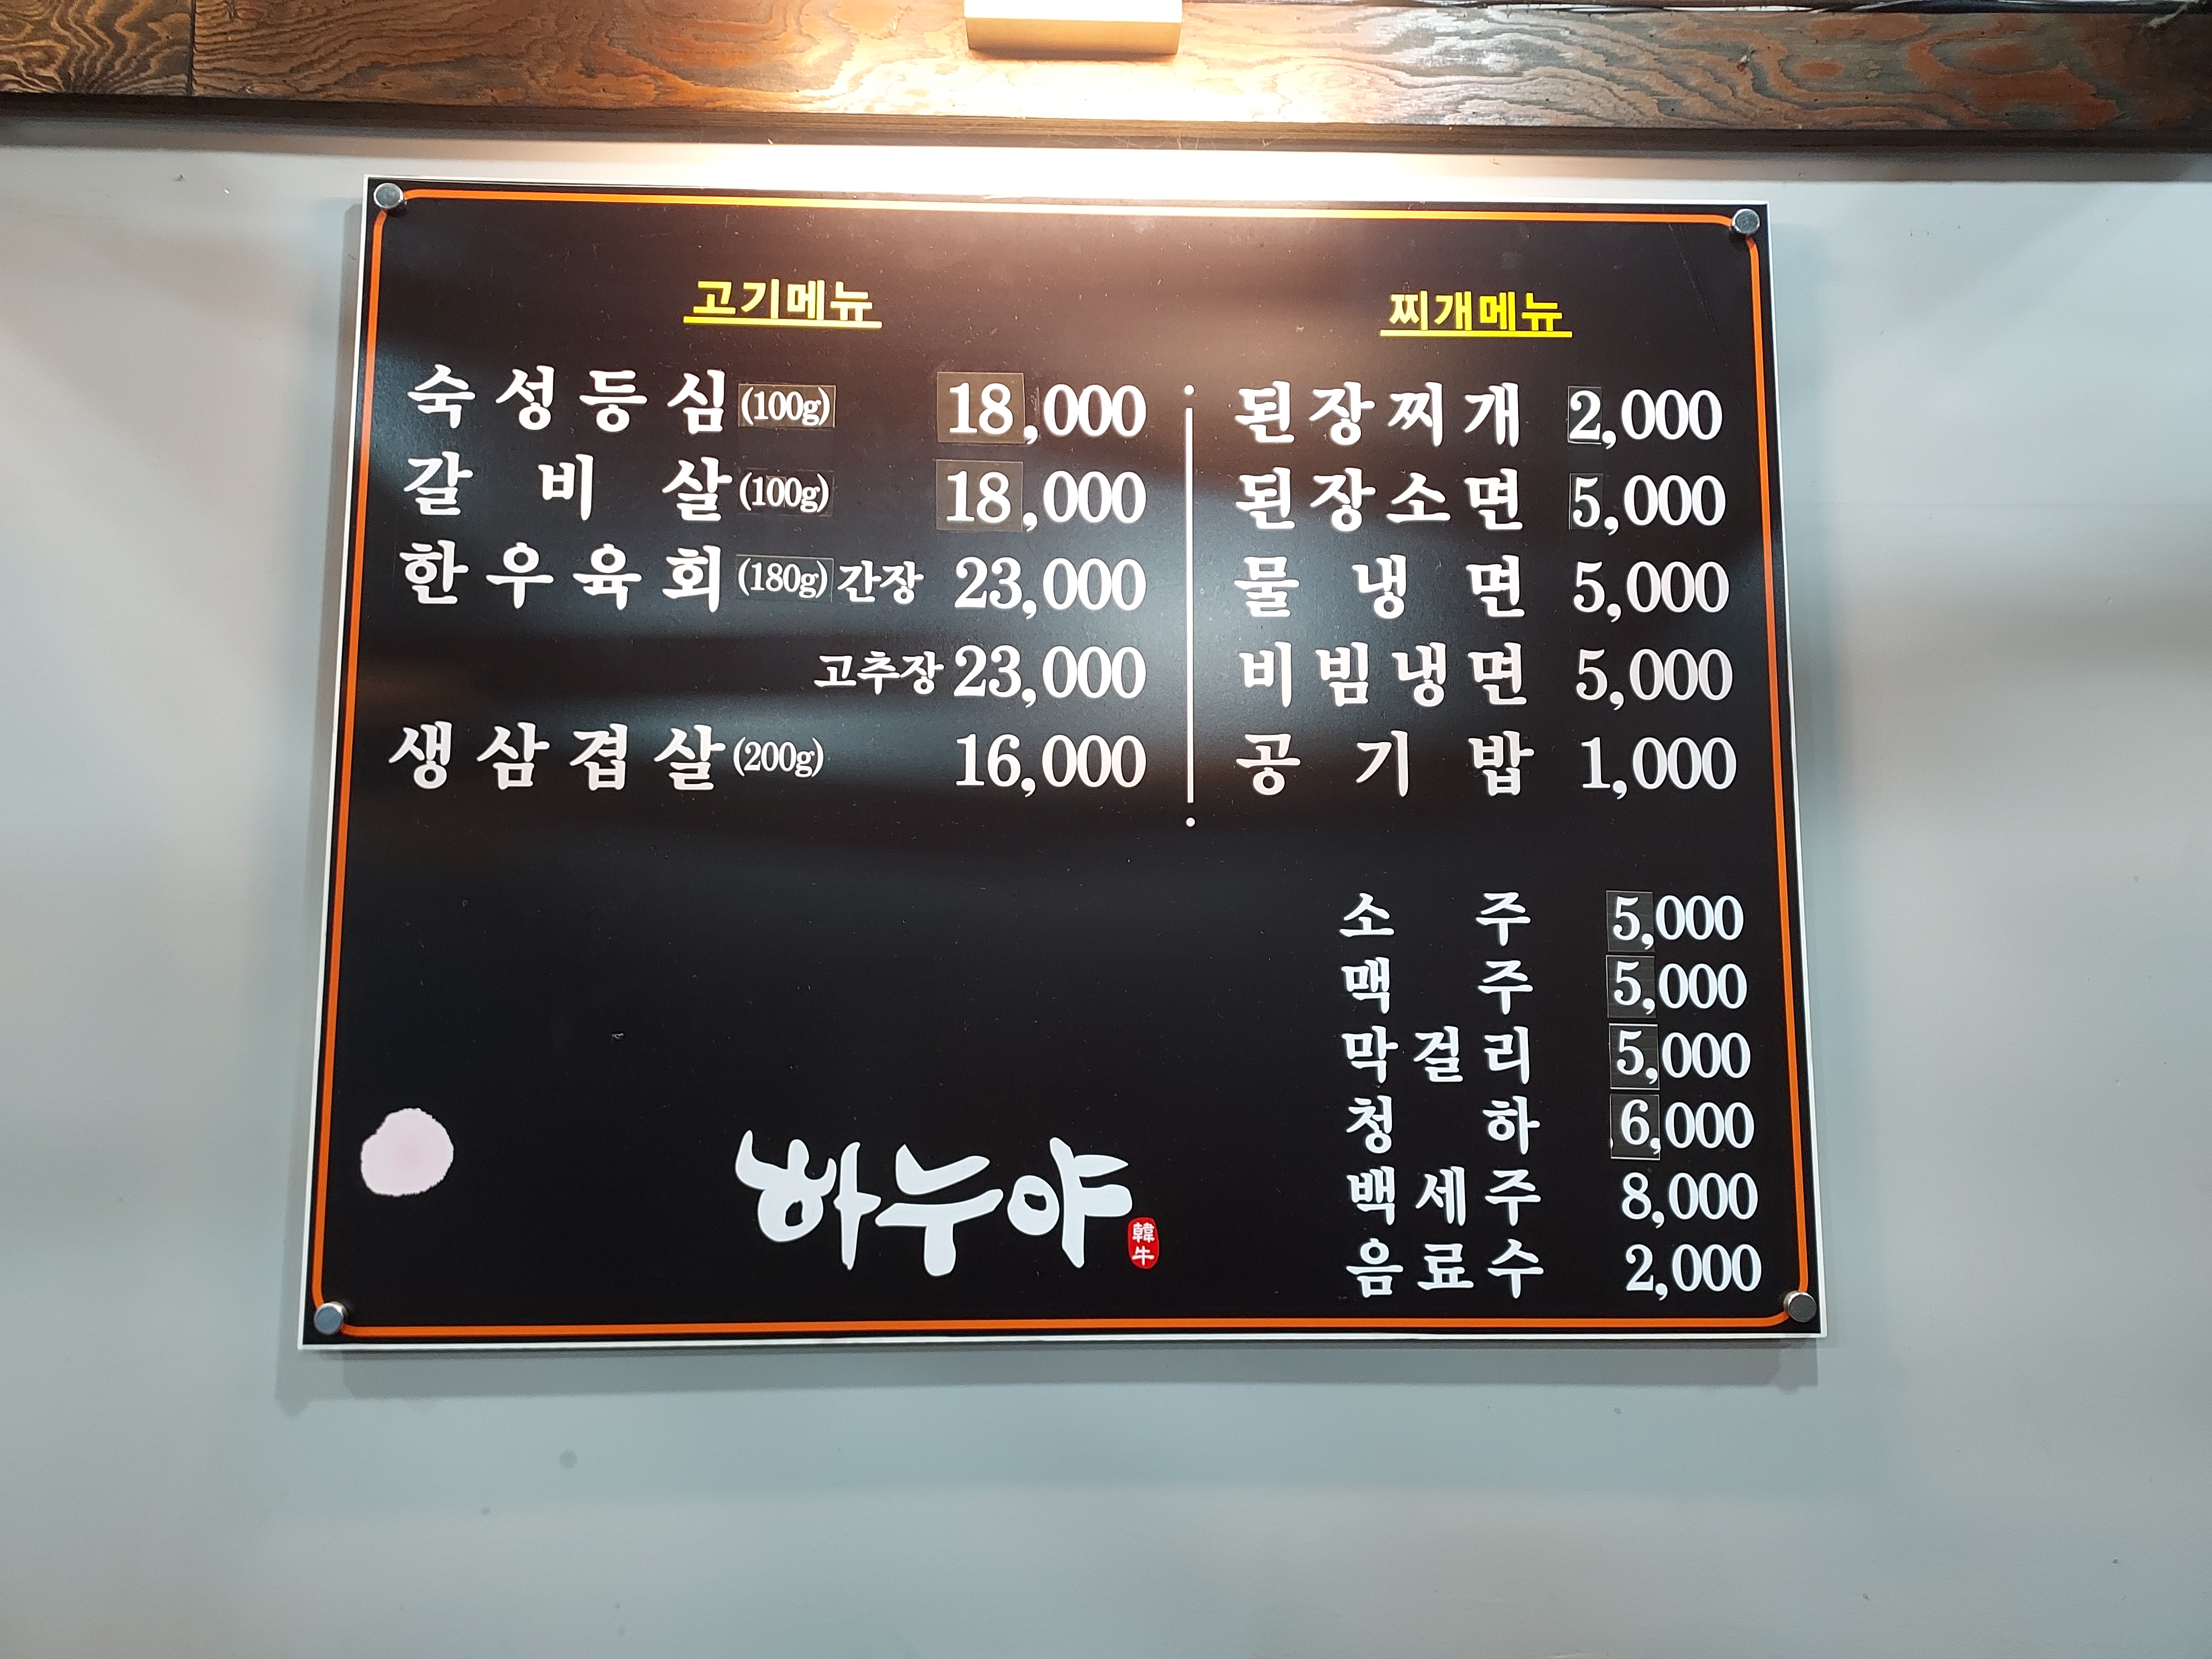 고기메뉴
숙성등심(100g) 18,000
갈비살(100g) 18,000
한우육회(180g) 간장 23,000
고추장 23,000
생삼겹살(200g) 16,000
찌개메뉴
된장찌개 2,000
된장소면 5,000
물냉면 5,000
비빔냉면 5,000
공기밥 1,000
소주 5,000
맥주 5,000
막걸리 5,000
청하 6,000
백세주 8,000
음료수 2,000
하누야
韓牛